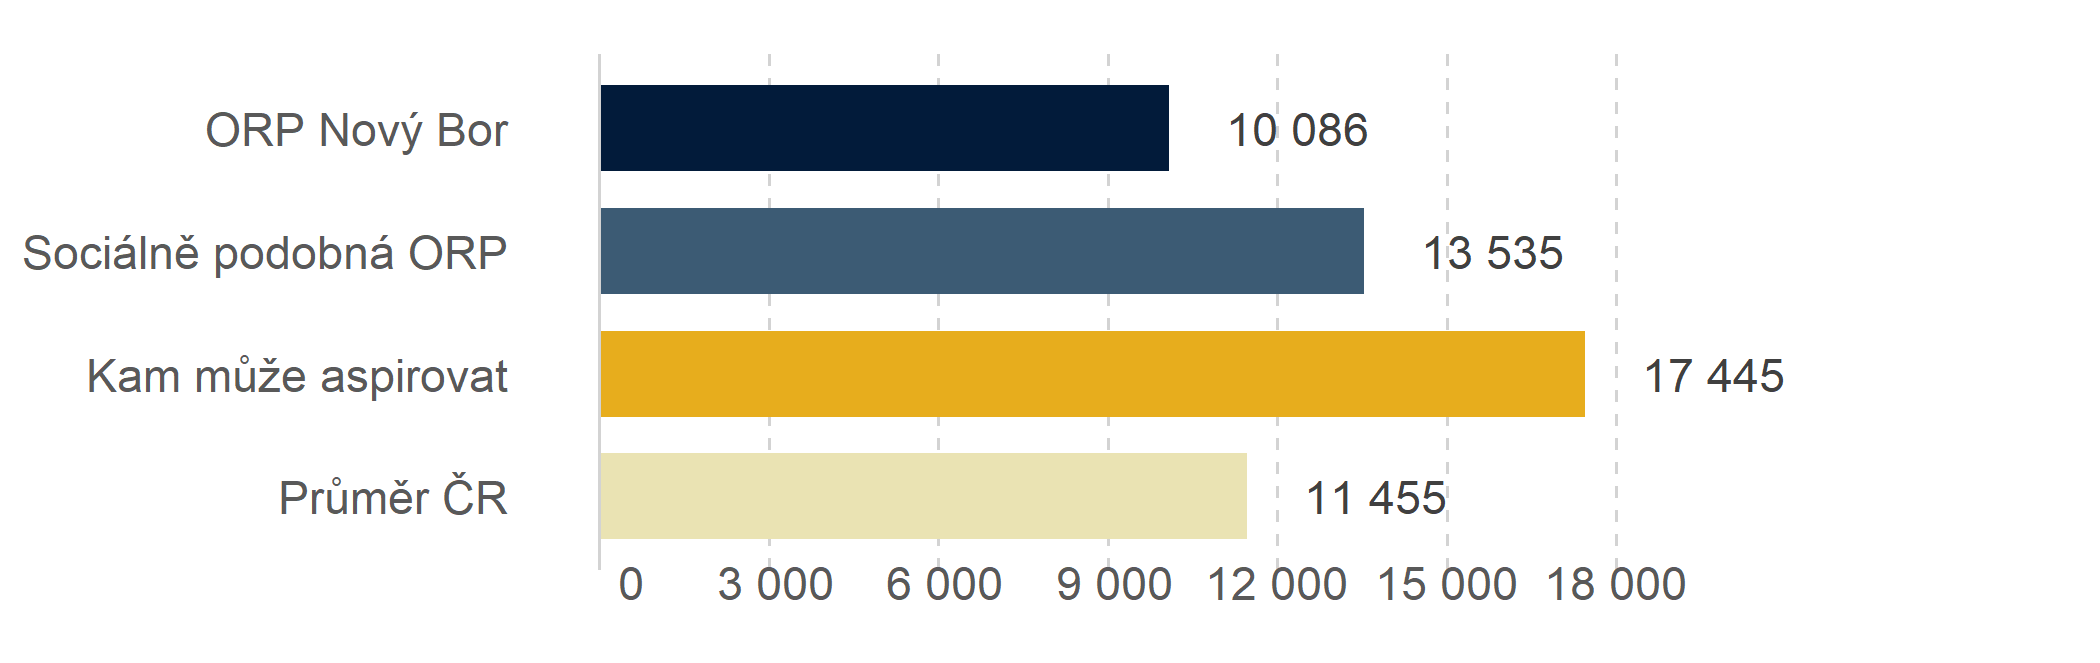 ORP Nový Bor 10 086
Sociálně podobná ORP 13 535
Kam může aspirovat 17 445
Průměr ČR 11 455
0 3 000 6 000 9 000 12 000 15 000 18 000